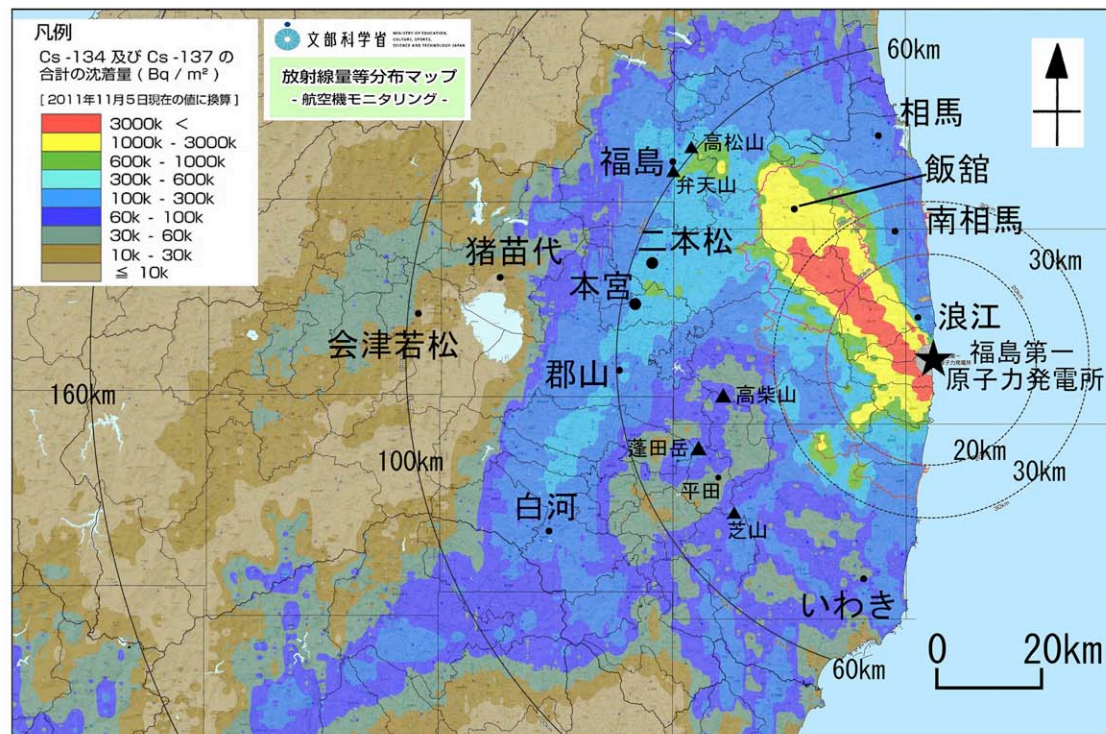 凡例
Cs -134 及び Cs -137 の
合計の沈着量 ( Bq / m² )
[ 2011年11月5日現在の値に換算 ]
3000k <
1000k - 3000k
600k - 1000k
300k - 600k
100k - 300k
60k - 100k
30k - 60k
10k - 30k
≦ 10k
文部科学省
MINISTRY OF EDUCATION,
CULTURE, SPORTS,
SCIENCE AND TECHNOLOGY-JAPAN
放射線量等分布マップ
- 航空機モニタリング -
60km
相馬
高松山
福島
弁天山
飯舘
南相馬
二本松
猪苗代
30km
本宮
浪江
会津若松
福島第一
原子力発電所
郡山
160km
高柴山
蓬田岳
100km
20km
30km
平田
白河
芝山
いわき
60km
0 20km